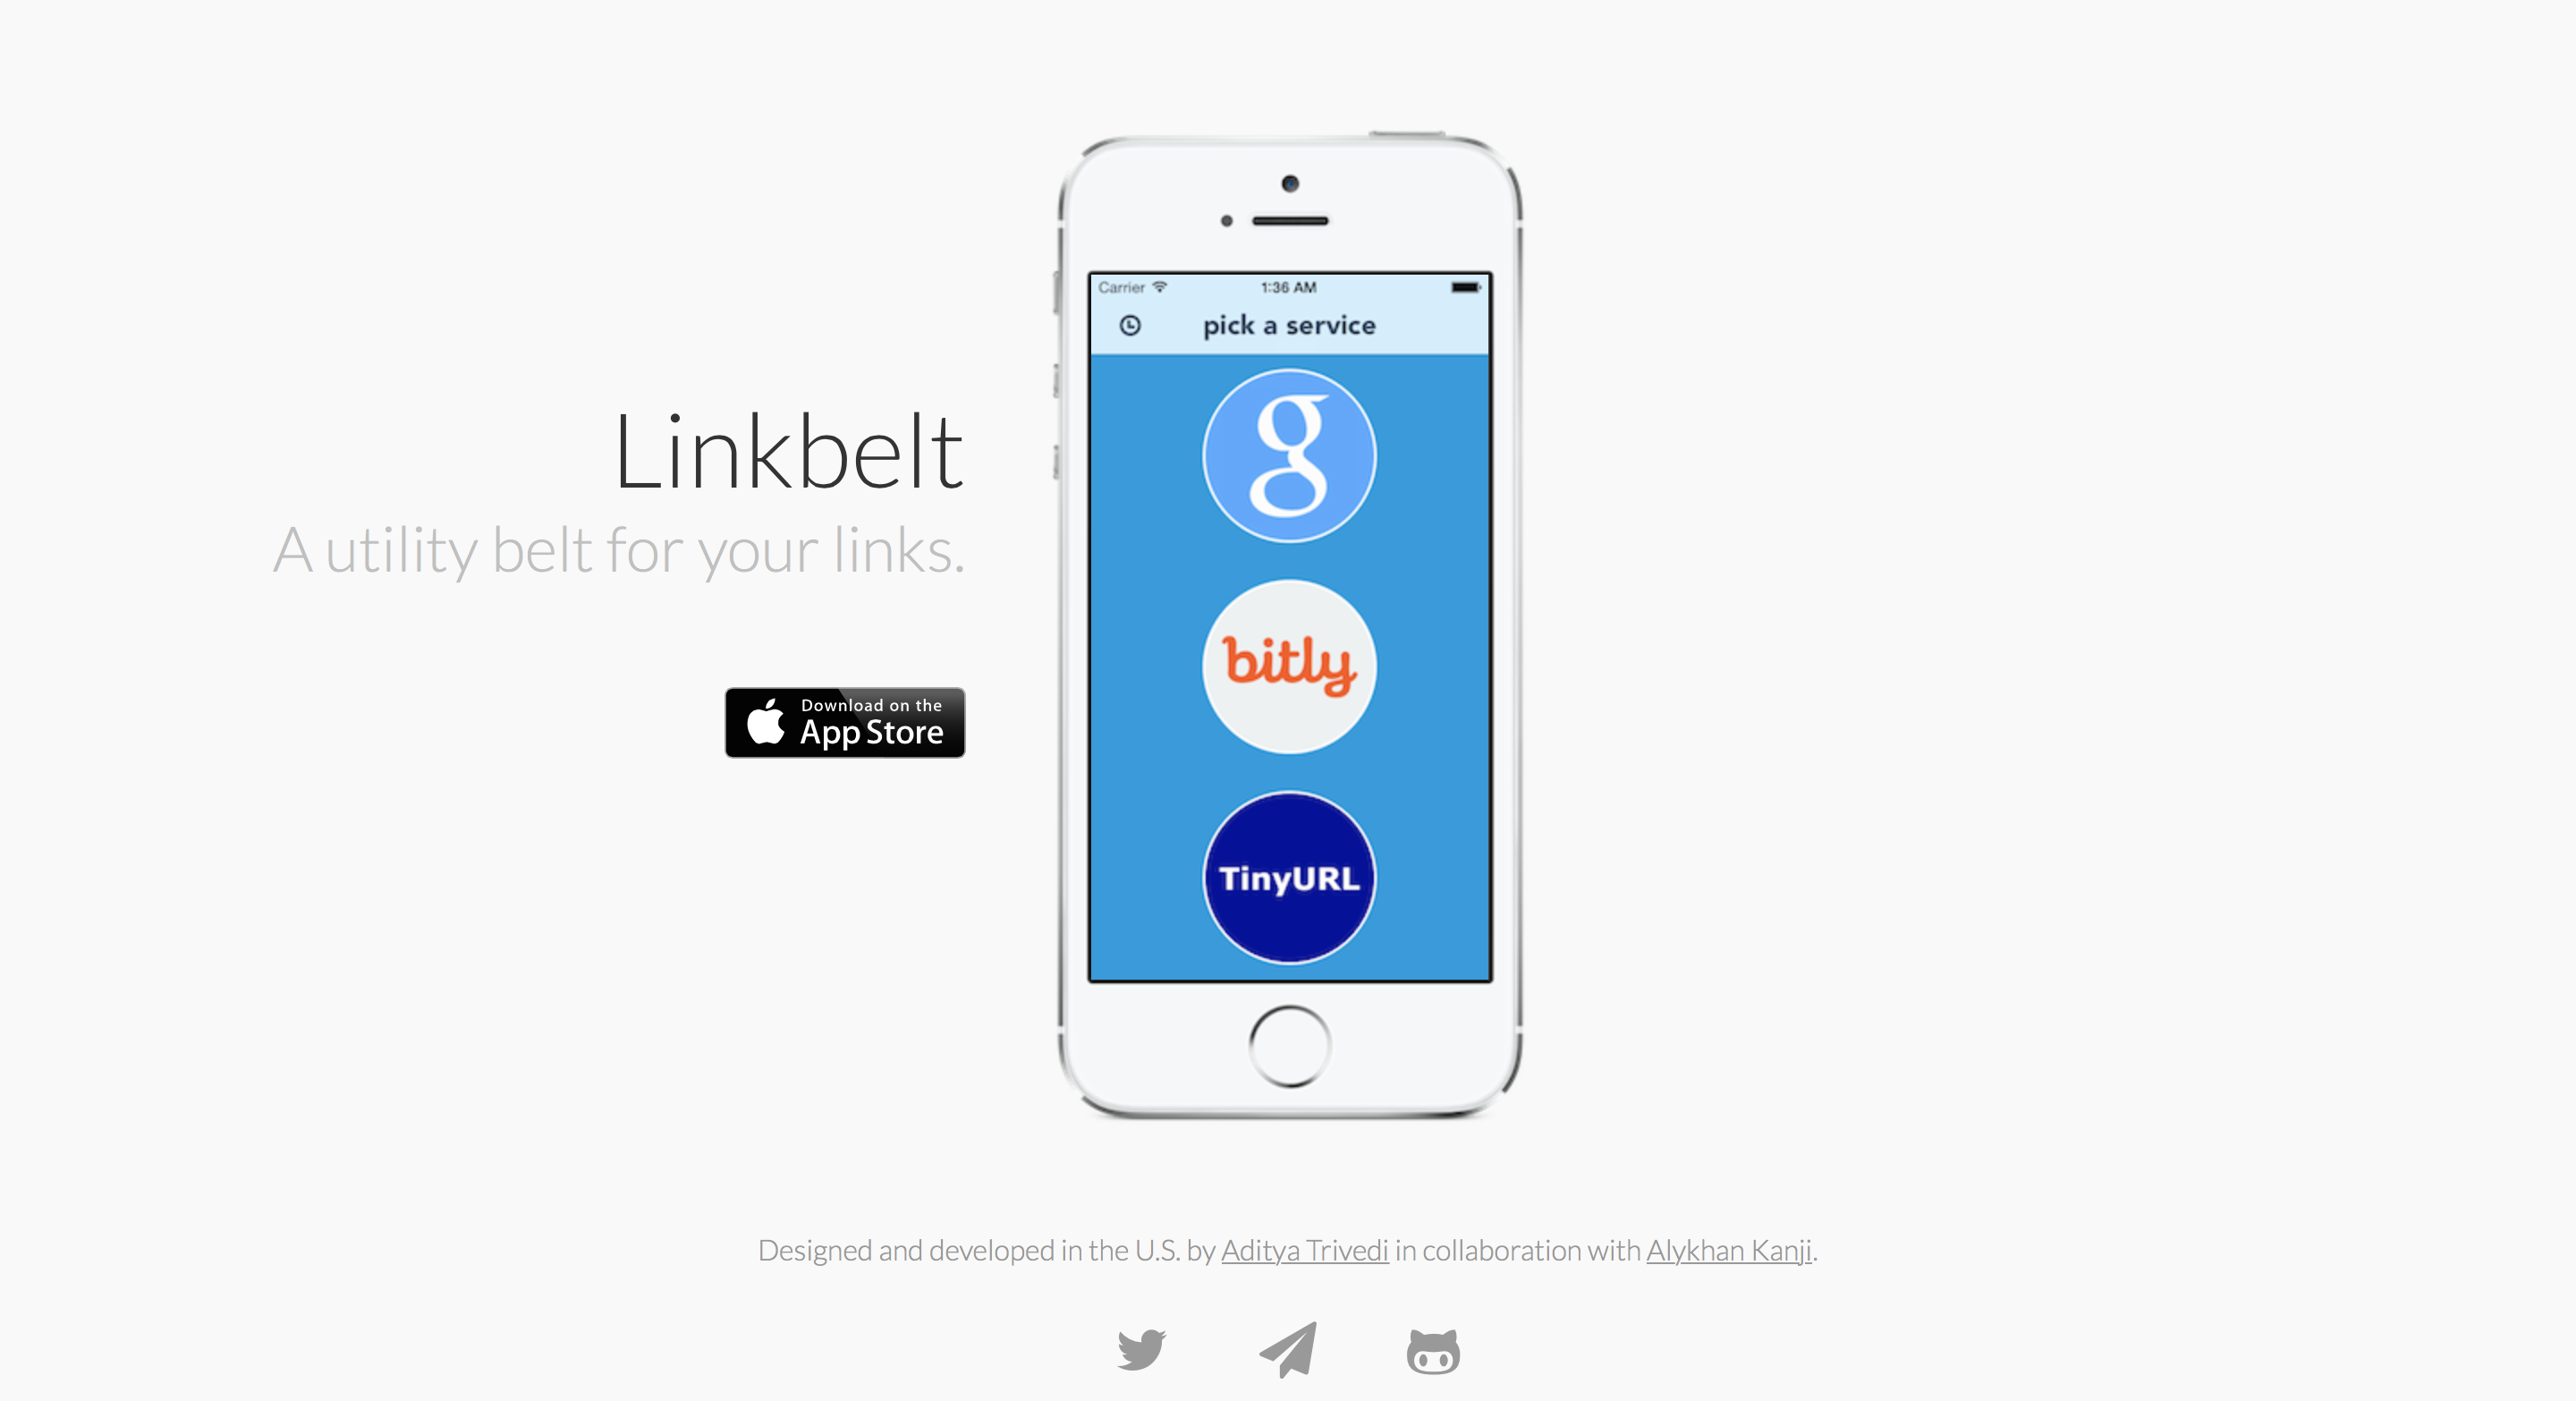 Linkbelt
A utility belt for your links.
Download on the
App Store
Carrier
1:36 AM
pick a service
g
bitly
TinyURL
Designed and developed in the U.S. by Aditya Trivedi in collaboration with Alykhan Kanji.